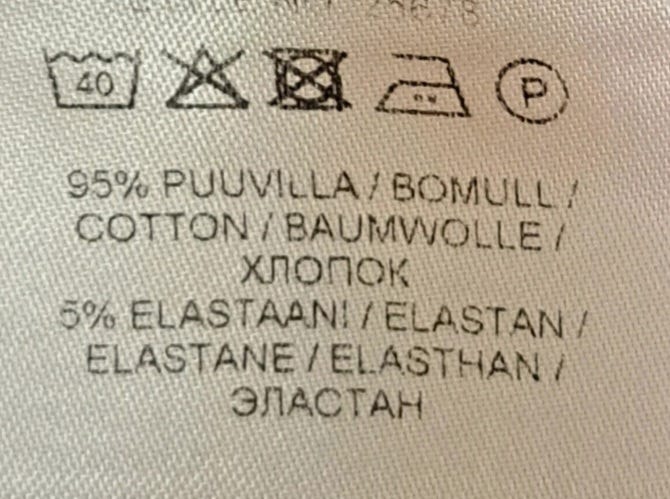 40 P
95% PUUVILLA / BOMULL /
COTTON / BAUMWOLLE /
ХЛОПОК
5% ELASTAANI / ELASTAN /
ELASTANE / ELASTHAN /
ЭЛАСТАН